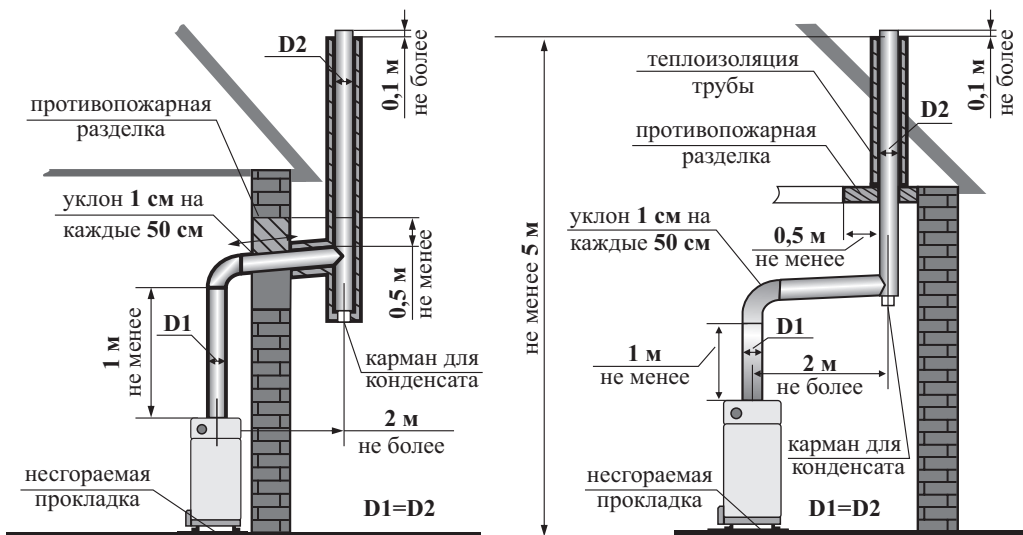 D2
0,1 м
не более
противопожарная
разделка
уклон 1 см на
каждые 50 см
0,5 м
не менее
D1
1 м
не менее
карман для
конденсата
2 м
не более
несгораемая
прокладка
D1=D2
теплоизоляция
трубы
0,1 м
не более
D2
противопожарная
разделка
уклон 1 см на
каждые 50 см
0,5 м
не менее
не менее 5 м
D1
1 м
не менее
2 м
не более
карман для
конденсата
несгораемая
прокладка
D1=D2